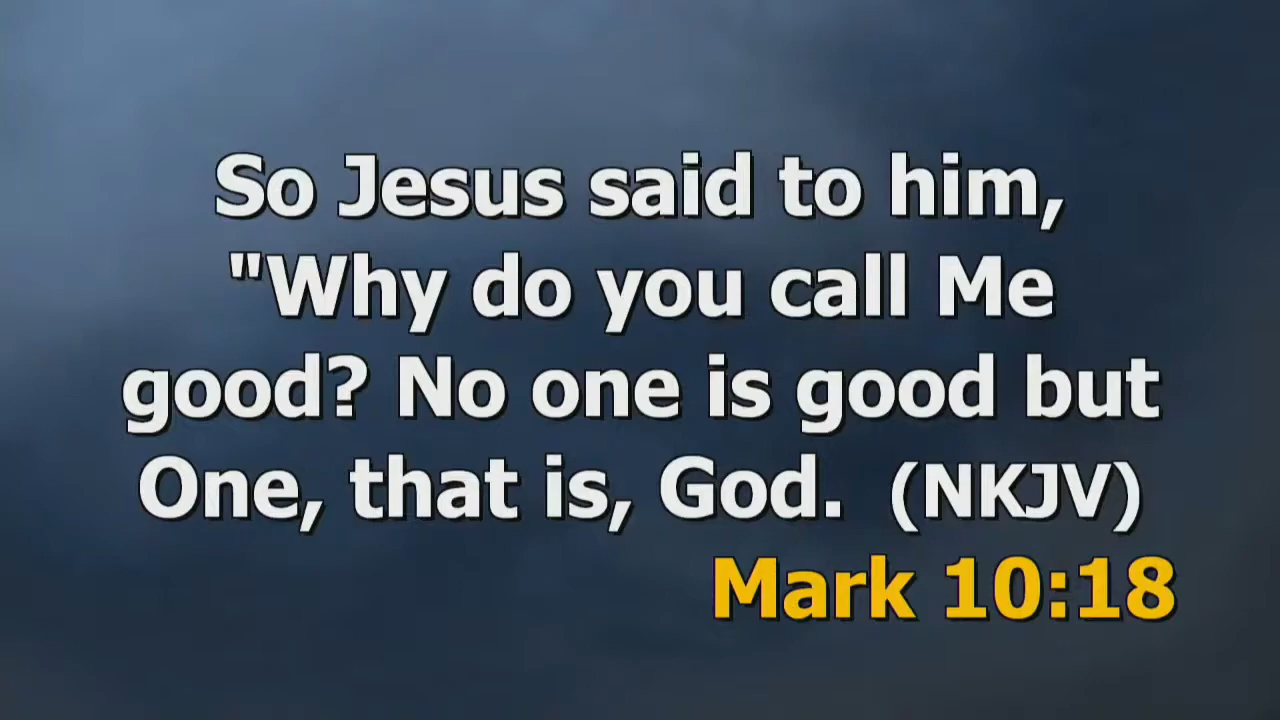 So Jesus said to him,
"Why do you call Me
good? No one is good but
One, that is, God.  (NKJV)
Mark 10:18